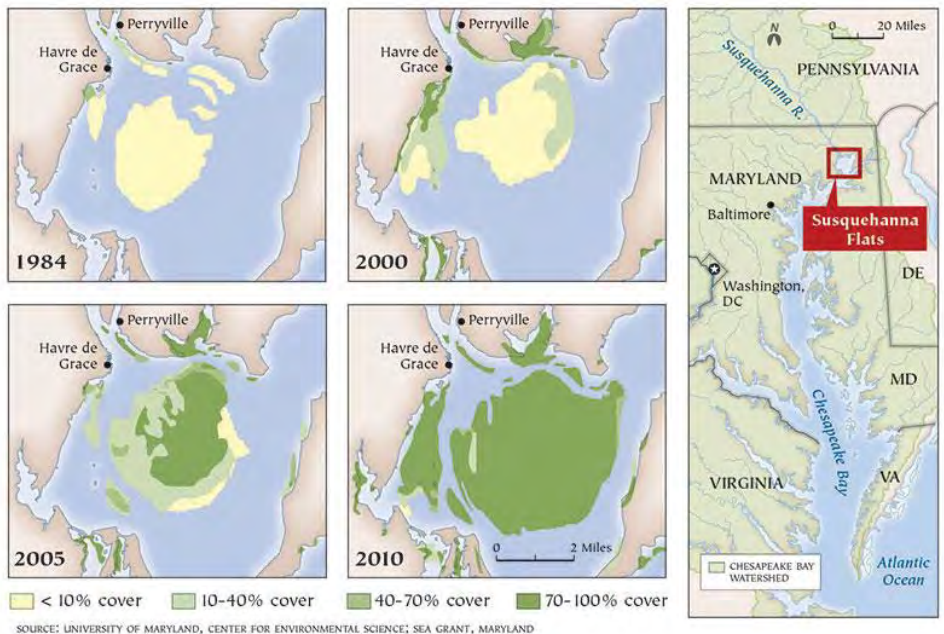 Perryville
Havre de
Grace
1984
Perryville
Havre de
Grace
2000
Perryville
Havre de
Grace
2005
Perryville
Havre de
Grace
0 2 Miles
2010
< 10% cover
10–40% cover
40–70% cover
70–100% cover
SOURCE: UNIVERSITY OF MARYLAND, CENTER FOR ENVIRONMENTAL SCIENCE; SEA GRANT, MARYLAND
N
0 20 Miles
Susquehanna R.
PENNSYLVANIA
MARYLAND
Baltimore
Susquehanna
Flats
DE
Washington,
DC
MD
Chesapeake Bay
VIRGINIA
VA
Atlantic
Ocean
CHESAPEAKE BAY
WATERSHED